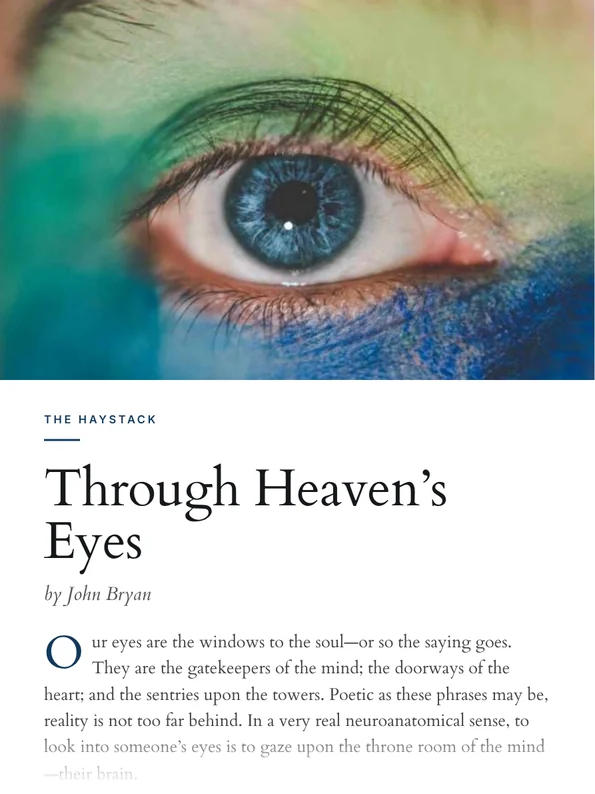 THE HAYSTACK
Through Heaven’s
Eyes
by John Bryan
Our eyes are the windows to the soul—or so the saying goes.
They are the gatekeepers of the mind; the doorways of the
heart; and the sentries upon the towers. Poetic as these phrases may be,
reality is not too far behind. In a very real neuroanatomical sense, to
look into someone’s eyes is to gaze upon the throne room of the mind
—their brain.